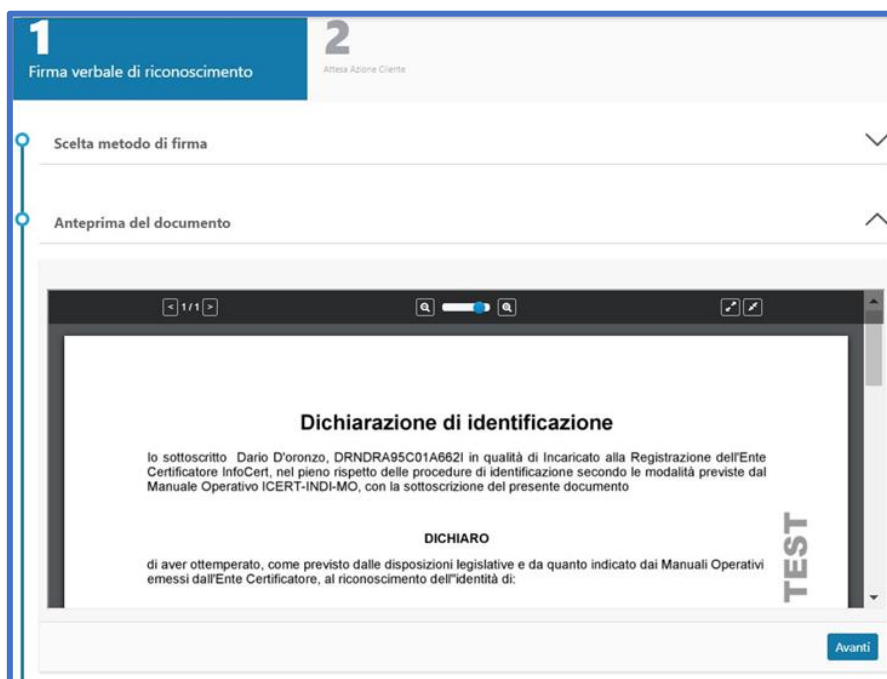 1
Firma verbale di riconoscimento
2
Attesa Azione Cliente
Scelta metodo di firma
Anteprima del documento
< 1 / 1 >
Dichiarazione di identificazione
Io sottoscritto Dario D'oronzo, DRNDRA95C01A662I in qualità di Incaricato alla Registrazione dell'Ente
Certificatore InfoCert, nel pieno rispetto delle procedure di identificazione secondo le modalità previste dal
Manuale Operativo ICERT-INDI-MO, con la sottoscrizione del presente documento
DICHIARO
di aver ottemperato, come previsto dalle disposizioni legislative e da quanto indicato dai Manuali Operativi
emessi dall'Ente Certificatore, al riconoscimento dell"identità di:
TEST
Avanti